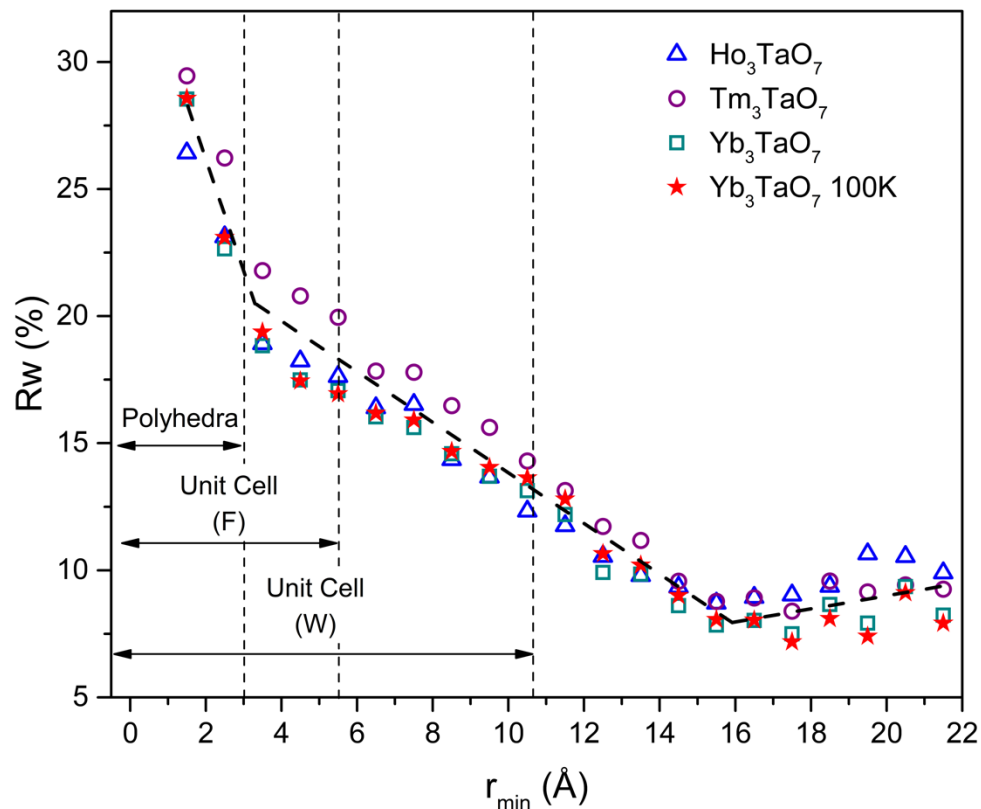 Rw (%)
30
25
20
15
10
5
Ho₃TaO₇
Tm₃TaO₇
Yb₃TaO₇
Yb₃TaO₇ 100K
Polyhedra
Unit Cell
(F)
Unit Cell
(W)
0 2 4 6 8 10 12 14 16 18 20 22
r_min (Å)